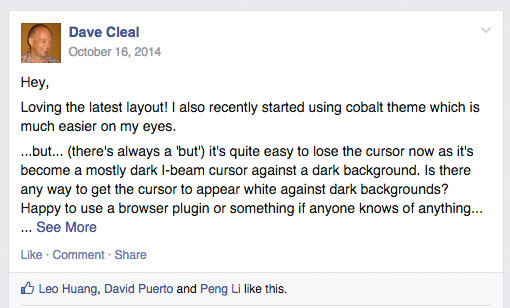 Dave Cleal
October 16, 2014
Hey,
Loving the latest layout! I also recently started using cobalt theme which is
much easier on my eyes.
...but... (there's always a 'but') it's quite easy to lose the cursor now as it's
become a mostly dark I-beam cursor against a dark background. Is there
any way to get the cursor to appear white against dark backgrounds?
Happy to use a browser plugin or something if anyone knows of anything...
... See More
Like · Comment · Share
Leo Huang, David Puerto and Peng Li like this.